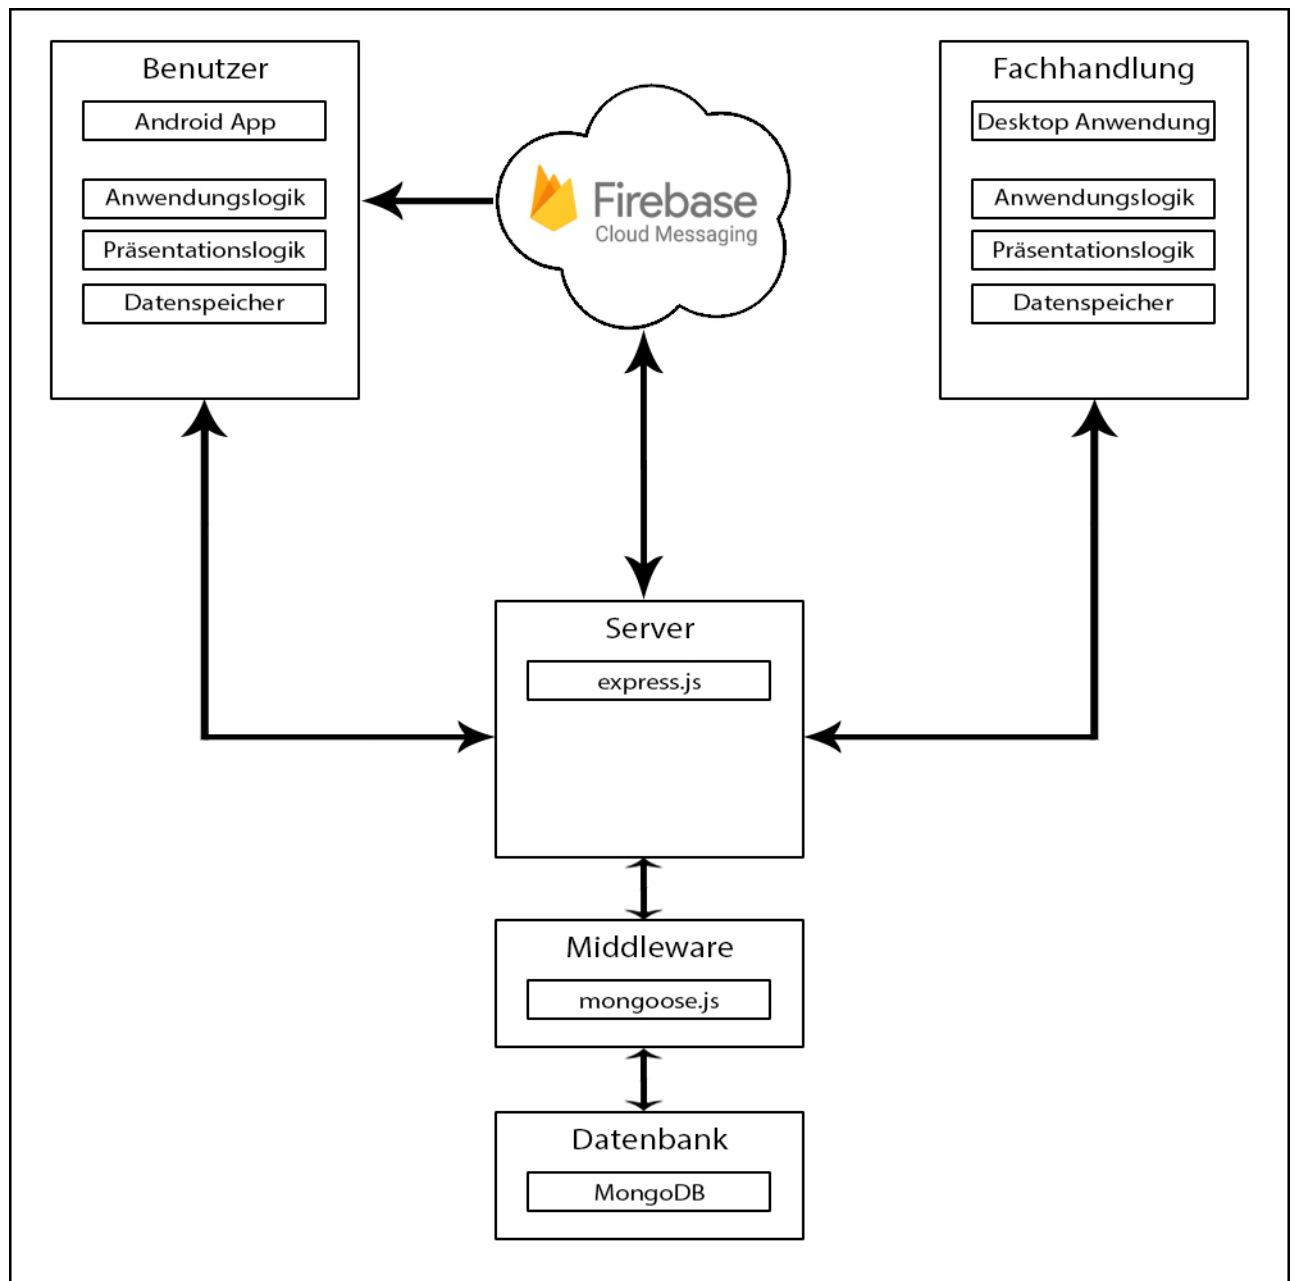 Benutzer
Android App
Anwendungslogik
Präsentationslogik
Datenspeicher
Firebase
Cloud Messaging
Fachhandlung
Desktop Anwendung
Anwendungslogik
Präsentationslogik
Datenspeicher
Server
express.js
Middleware
mongoose.js
Datenbank
MongoDB